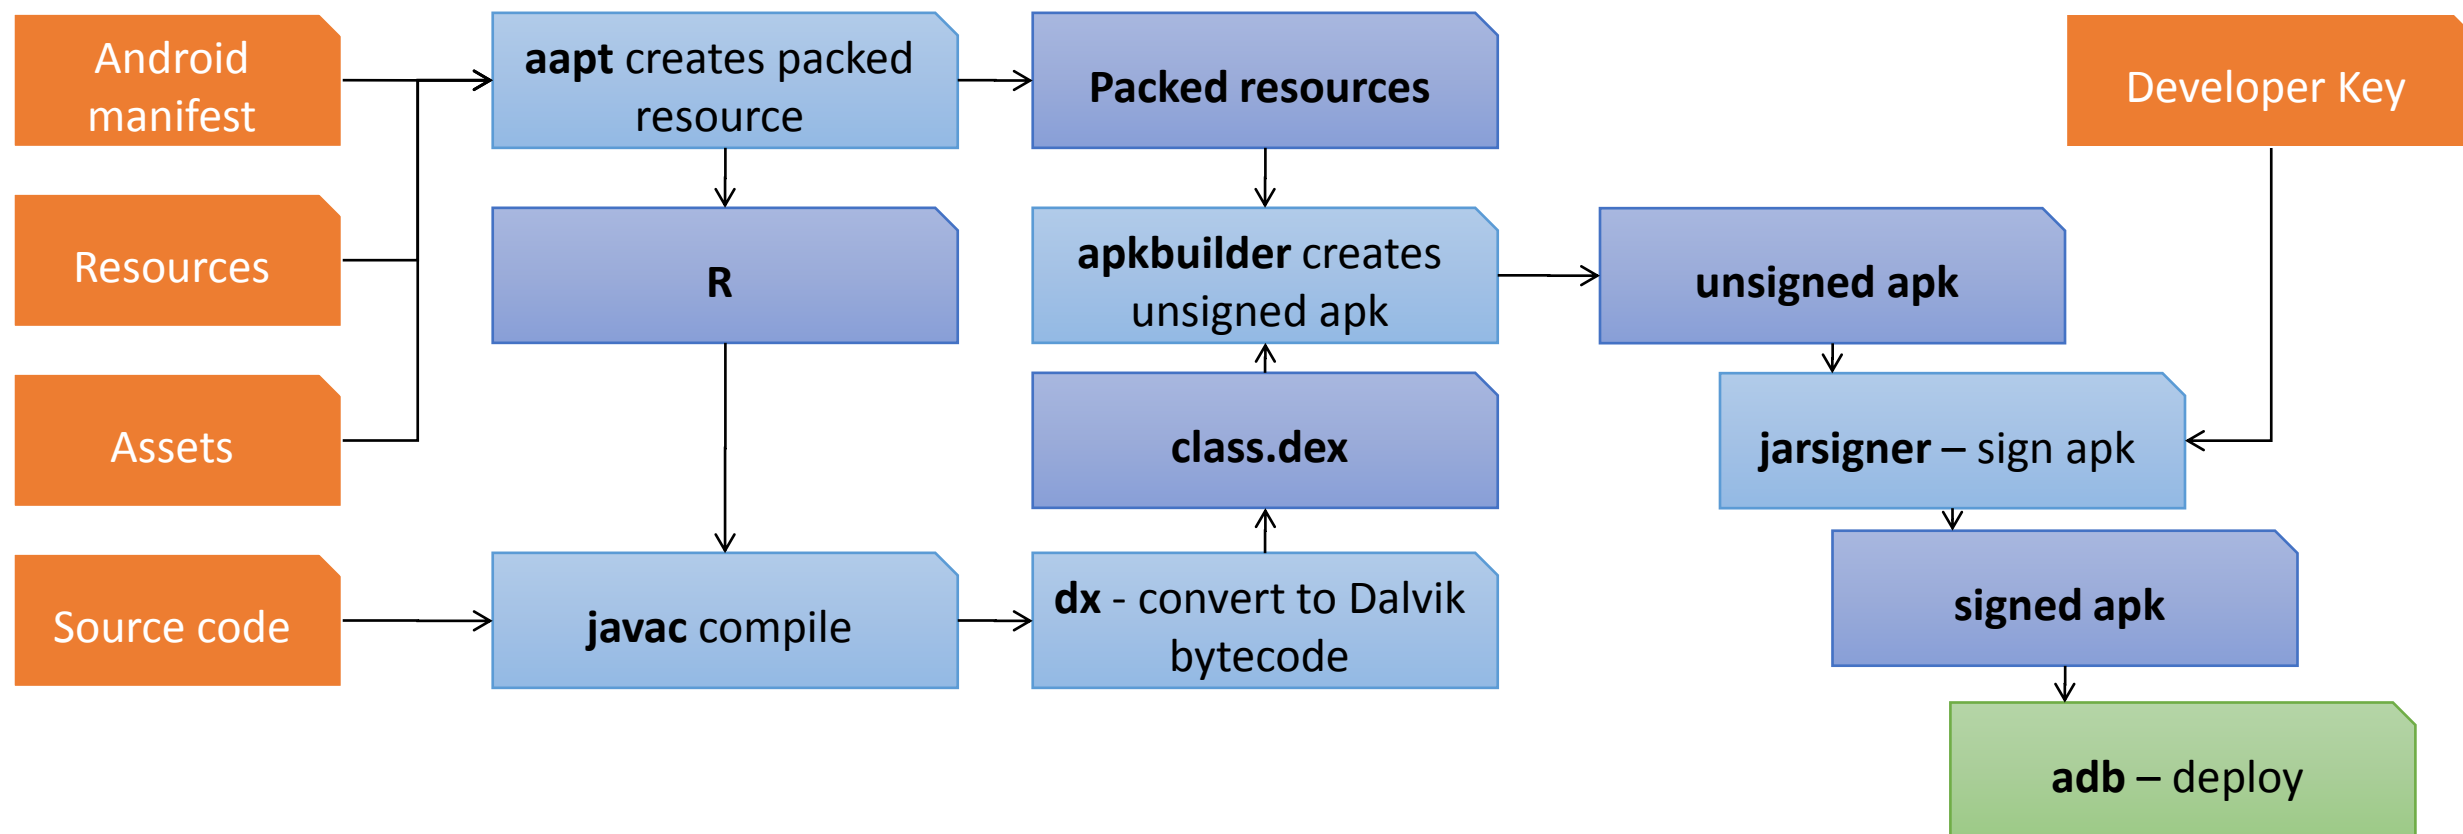 Android
manifest
aapt creates packed
resource
Packed resources
Developer Key
Resources
R
apkbuilder creates
unsigned apk
unsigned apk
Assets
class.dex
jarsigner – sign apk
Source code
javac compile
dx - convert to Dalvik
bytecode
signed apk
adb – deploy